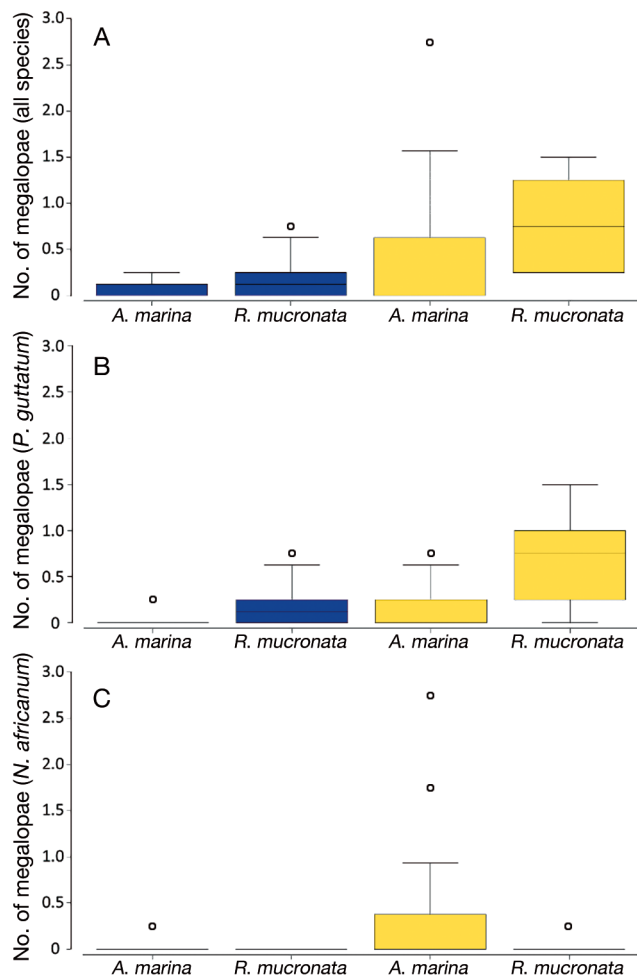 A
No. of megalopae (all species)
3.0
2.5
2.0
1.5
1.0
0.5
0
A. marina R. mucronata A. marina R. mucronata
B
No. of megalopae (P. guttatum)
3.0
2.5
2.0
1.5
1.0
0.5
0
A. marina R. mucronata A. marina R. mucronata
C
No. of megalopae (N. africanum)
3.0
2.5
2.0
1.5
1.0
0.5
0
A. marina R. mucronata A. marina R. mucronata